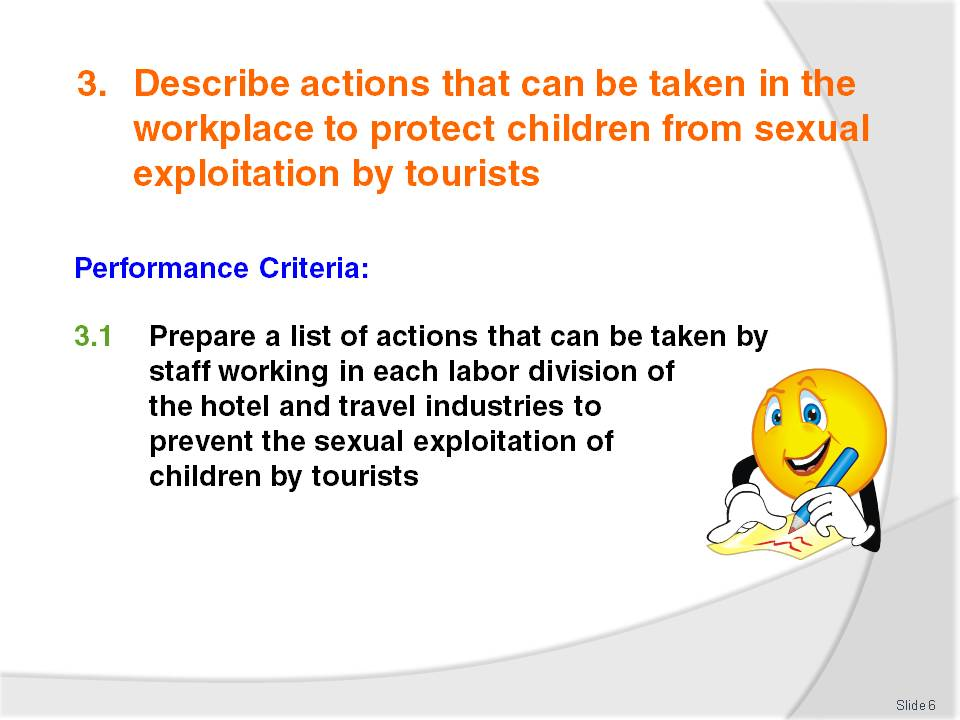 3. Describe actions that can be taken in the
workplace to protect children from sexual
exploitation by tourists
Performance Criteria:
3.1 Prepare a list of actions that can be taken by
staff working in each labor division of
the hotel and travel industries to
prevent the sexual exploitation of
children by tourists
Slide 6